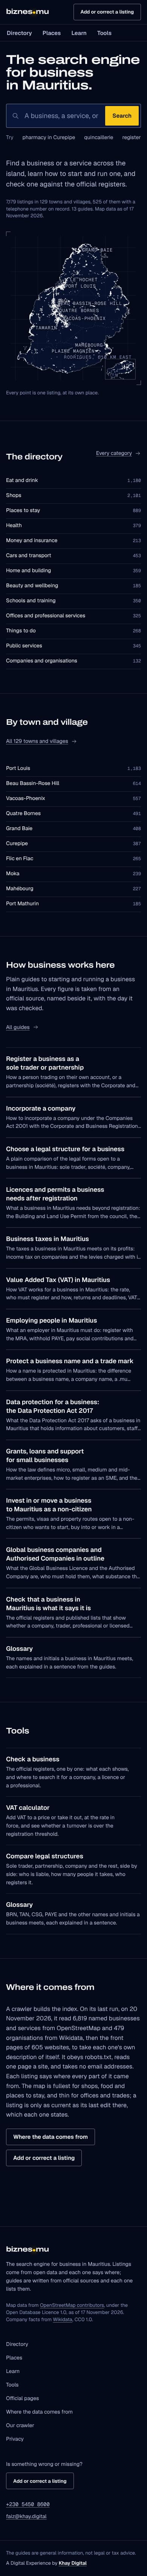 biznes.mu
Add or correct a listing
Directory Places Learn Tools
The search engine
for business
in Mauritius.
A business, a service, or
Search
Try pharmacy in Curepipe quincaillerie register
Find a business or a service across the
island, learn how to run one, and check
one against the official registers.
129 towns and villages, 525 of them with a
telephone number on record. 13 guides. Map data as of 17
November 2026.
GRAND BAIE
PORT LOUIS
BEAU BASSIN-ROSE HILL
QUATRE BORNES
VACOAS-PHOENIX
TAMARIN
MAHEBOURG
PLAINE MAGNIEN
Every point is one listing, at its own place.
The directory
Every category →
Eat and drink 1,160
Shops 2,101
Places to stay
Health 379
Money and insurance 213
Cars and transport 453
Home and building
Beauty and wellbeing 185
Schools and training
Offices and professional services 325
Things to do
Public services 345
Companies and organisations 132
By town and village
All 129 towns and villages →
Port Louis 1,183
Beau Bassin-Rose Hill 614
Vacoas-Phoenix 557
Quatre Bornes 491
Grand Baie
Curepipe 387
Flic en Flac
Moka 239
Mahébourg 227
Port Mathurin 185
How business works here
Plain guides to starting and running a business
in Mauritius. Every figure is taken from an
official source, named beside it, with the day it
was checked.
All guides →
Register a business as a
sole trader or partnership
How a person trading on their own account, or a
partnership (société), registers with the Corporate and...
Incorporate a company
How to incorporate a company under the Companies
Act 2001 with the Corporate and Business Registration...
Choose a legal structure for a business
A plain comparison of the legal forms open to a
business in Mauritius: sole trader, société, company,...
Licences and permits a business
needs after registration
What a business in Mauritius needs beyond registration:
the Building and Land Use Permit from the council, the...
Business taxes in Mauritius
The taxes a business in Mauritius meets on its profits:
income tax on companies and the levies charged with i...
Value Added Tax (VAT) in Mauritius
How VAT works for a business in Mauritius: the rate,
who must register and how, returns and deadlines, VAT...
Employing people in Mauritius
What an employer in Mauritius must do: register with
the MRA, withhold PAYE, pay social contributions and...
Protect a business name and a trade mark
How a name is protected in Mauritius: the difference
between a business name, a company name, a .mu...
Data protection for a business:
the Data Protection Act 2017
What the Data Protection Act 2017 asks of a business in
Mauritius that holds information about customers, staff...
Grants, loans and support
for small businesses
How the law defines micro, small, medium and mid-
market enterprises, how to register as an SME, and the...
Invest in or move a business
to Mauritius as a non-citizen
The permits, visas and property routes open to a non-
citizen who wants to start, buy into or work in a...
Global business companies and
Authorised Companies in outline
What the Global Business Licence and the Authorised
Company are, who must hold them, what substance th...
Check that a business in
Mauritius is what it says it is
The official registers and published lists that show
whether a company, trader, professional or licensed...
Glossary
The names and initials a business in Mauritius meets,
each explained in a sentence from the guides.
Tools
Check a business
The official registers, one by one: what each shows,
and where to search it for a company, a licence or
a professional.
VAT calculator
Add VAT to a price or take it out, at the rate in
force, and see whether a turnover is over the
registration threshold.
Compare legal structures
Sole trader, partnership, company and the rest, side by
side: who is liable, how many people it takes, who
registers it.
Glossary
BRN, TAN, CSG, PAYE and the other names and initials a
business meets, each explained in a sentence.
Where it comes from
A crawler builds the index. On its last run, on 20
November 2026, it read 6,819 named businesses
and services from OpenStreetMap and 479
organisations from Wikidata, then the front
pages of 605 websites, to take each one's own
description of itself. It obeys robots.txt, reads
one page a site, and takes no email addresses.
The map is fullest for shops, food and
places to stay, and thin for offices and trades; a
listing is only as current as its last edit there,
which each one states.
Where the data comes from
Add or correct a listing
biznes.mu
The search engine for business in Mauritius. Listings
come from open data and each one says where;
guides are written from official sources and each one
lists them.
Map data from OpenStreetMap contributors, under the
Open Database Licence 1.0, as of 17 November 2026.
Company facts from Wikidata, CC0 1.0.
Directory
Places
Learn
Tools
Official pages
Where the data comes from
Our crawler
Privacy
Is something wrong or missing?
Add or correct a listing
+230 5450 8600
faiz@khay.digital
The guides are general information, not legal or tax advice.
A Digital Experience by Khay Digital